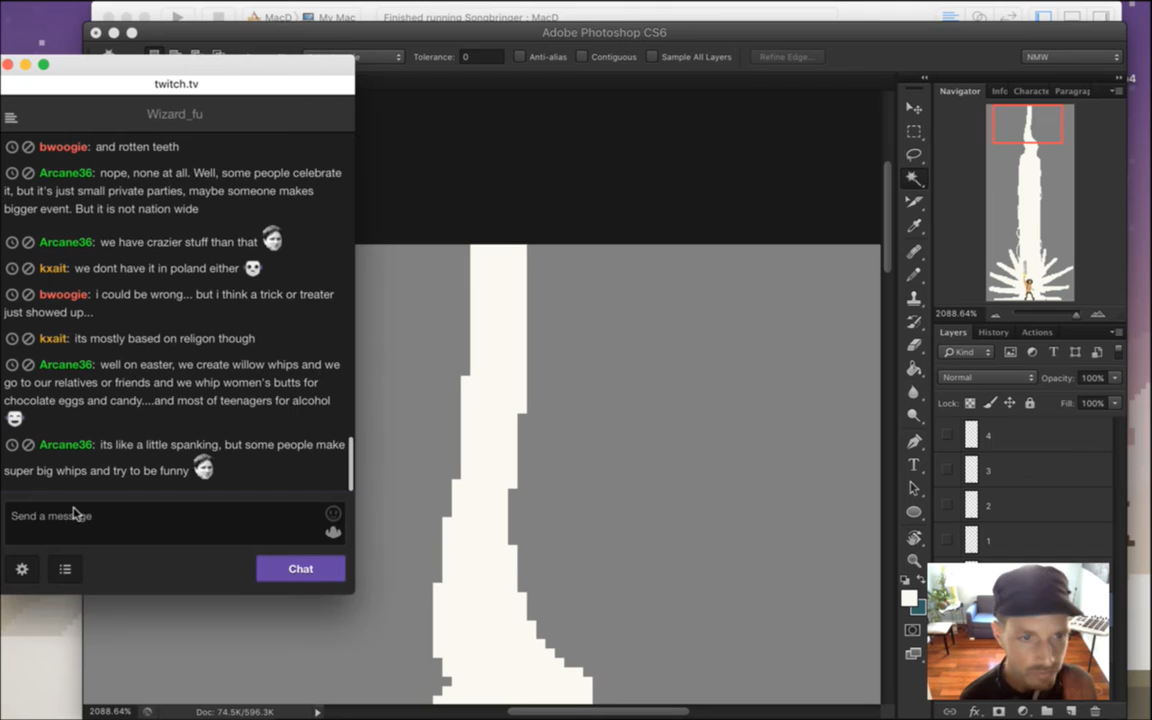 MacD
My Mac
Finished running Songbringer : MacD
Adobe Photoshop CS6
Tolerance: 0
Anti-alias
Contiguous
Sample All Layers
Refine Edge...
NMW
twitch.tv
Wizard_fu
bwoogie: and rotten teeth
Arcane36: nope, none at all. Well, some people celebrate
it, but it's just small private parties, maybe someone makes
bigger event. But it is not nation wide
Arcane36: we have crazier stuff than that
kxait: we dont have it in poland either
bwoogie: i could be wrong... but i think a trick or treater
just showed up...
kxait: its mostly based on religon though
Arcane36: well on easter, we create willow whips and we
go to our relatives or friends and we whip women's butts for
chocolate eggs and candy....and most of teenagers for alcohol
Arcane36: its like a little spanking, but some people make
super big whips and try to be funny
Send a message
Chat
Navigator
Info
Characte
Paragra
2088.64%
Layers
History
Actions
Kind
Normal
Opacity: 100%
Lock:
Fill: 100%
4
3
2
1
2088.64%
Doc: 74.5K/596.3K